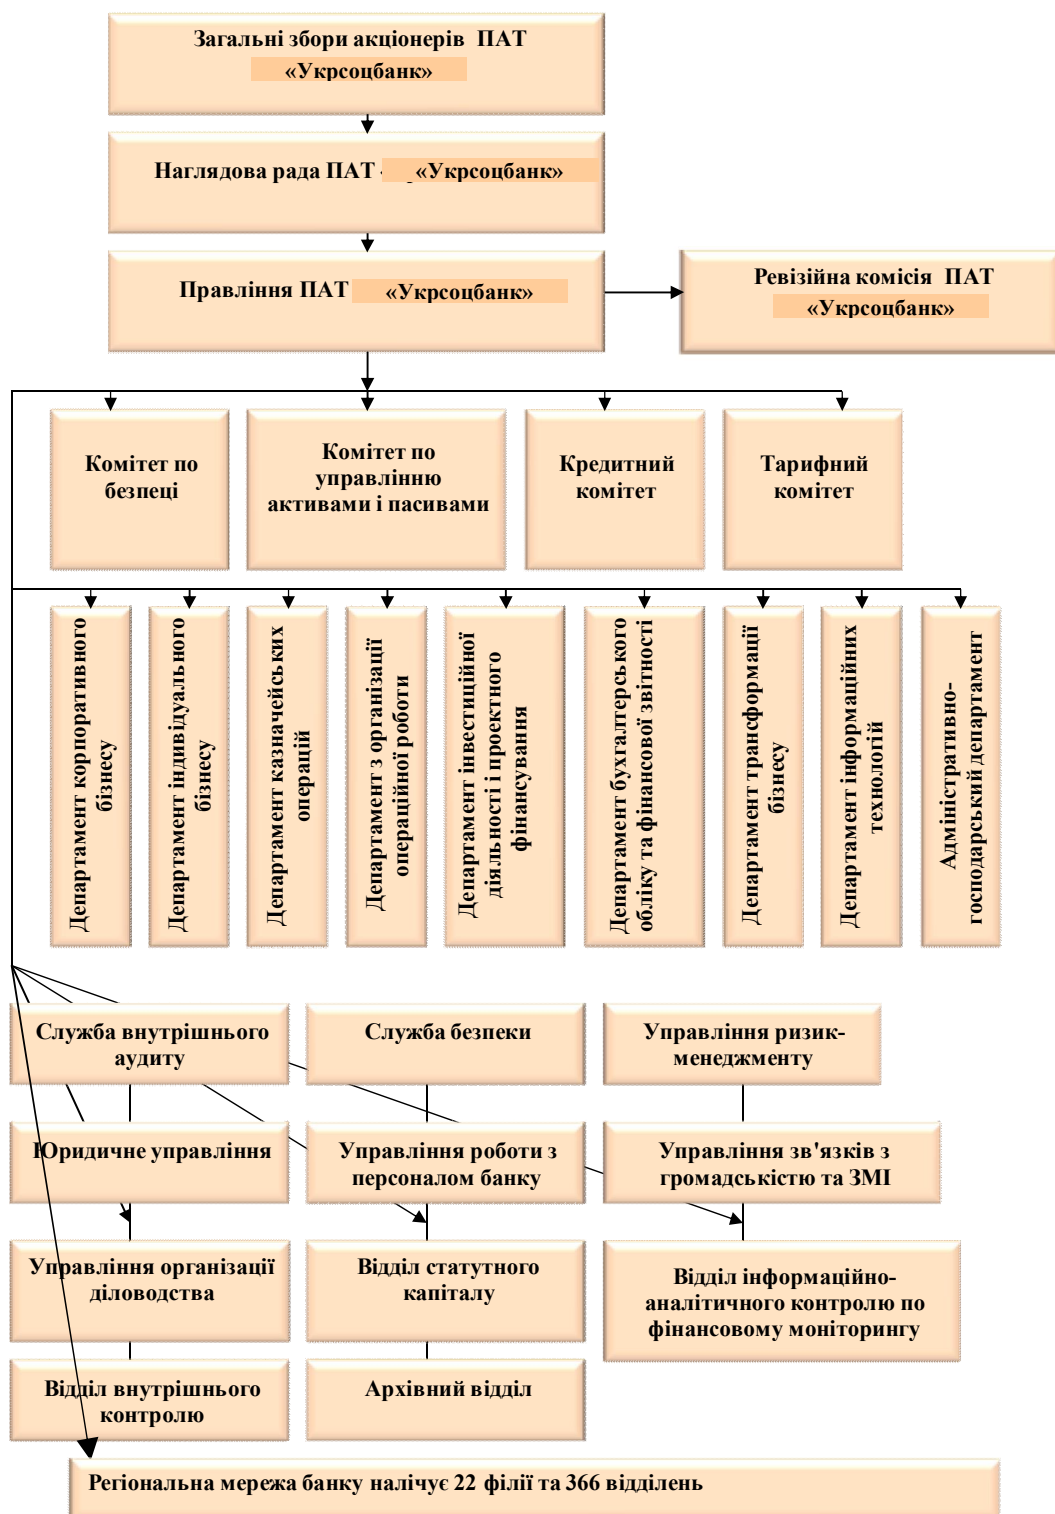 Загальні збори акціонерів ПАТ
«Укрсоцбанк»
Наглядова рада ПАТ «Укрсоцбанк»
Правління ПАТ «Укрсоцбанк»
Ревізійна комісія ПАТ
«Укрсоцбанк»
Комітет по
безпеці
Комітет по
управлінню
активами і пасивами
Кредитний
комітет
Тарифний
комітет
Департамент корпоративного
бізнесу
Департамент індивідуального
бізнесу
Департамент казначейських
операцій
Департамент з організації
операційної роботи
Департамент інвестиційної
діяльності і проектного
фінансування
Департамент бухгалтерського
обліку та фінансової звітності
Департамент трансформації
бізнесу
Департамент інформаційних
технологій
Адміністративно-
господарський департамент
Служба внутрішнього
аудиту
Служба безпеки
Управління ризик-
менеджменту
Юридичне управління
Управління роботи з
персоналом банку
Управління зв'язків з
громадськістю та ЗМІ
Управління організації
діловодства
Відділ статутного
капіталу
Відділ інформаційно-
аналітичного контролю по
фінансовому моніторингу
Відділ внутрішнього
контролю
Архівний відділ
Регіональна мережа банку налічує 22 філії та 366 відділень